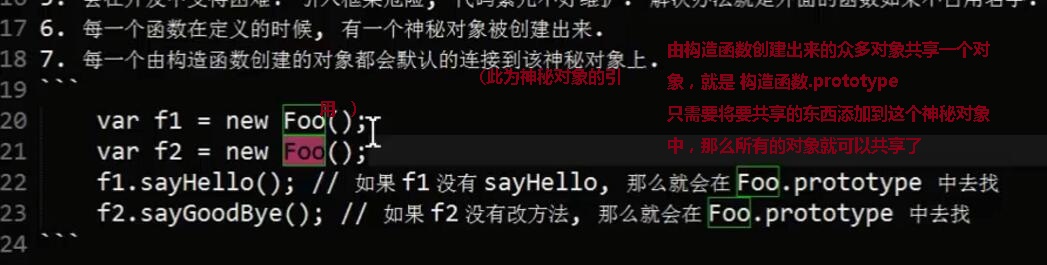 17 6. 每一个函数在定义的时候, 有一个神秘对象被创建出来.
18 7. 每一个由构造函数创建的对象都会默认的连接到该神秘对象上.
(此为神秘对象的引用)
由构造函数创建出来的众多对象共享一个对
象，就是 构造函数.prototype
只需要将要共享的东西添加到这个神秘对象
中，那么所有的对象就可以共享了
19 ```
20 var f1 = new Foo();
21 var f2 = new Foo();
22 f1.sayHello(); // 如果 f1 没有 sayHello, 那么就会在 Foo.prototype 中去找
23 f2.sayGoodBye(); // 如果 f2 没有改方法, 那么就会在 Foo.prototype 中去找
24 ```